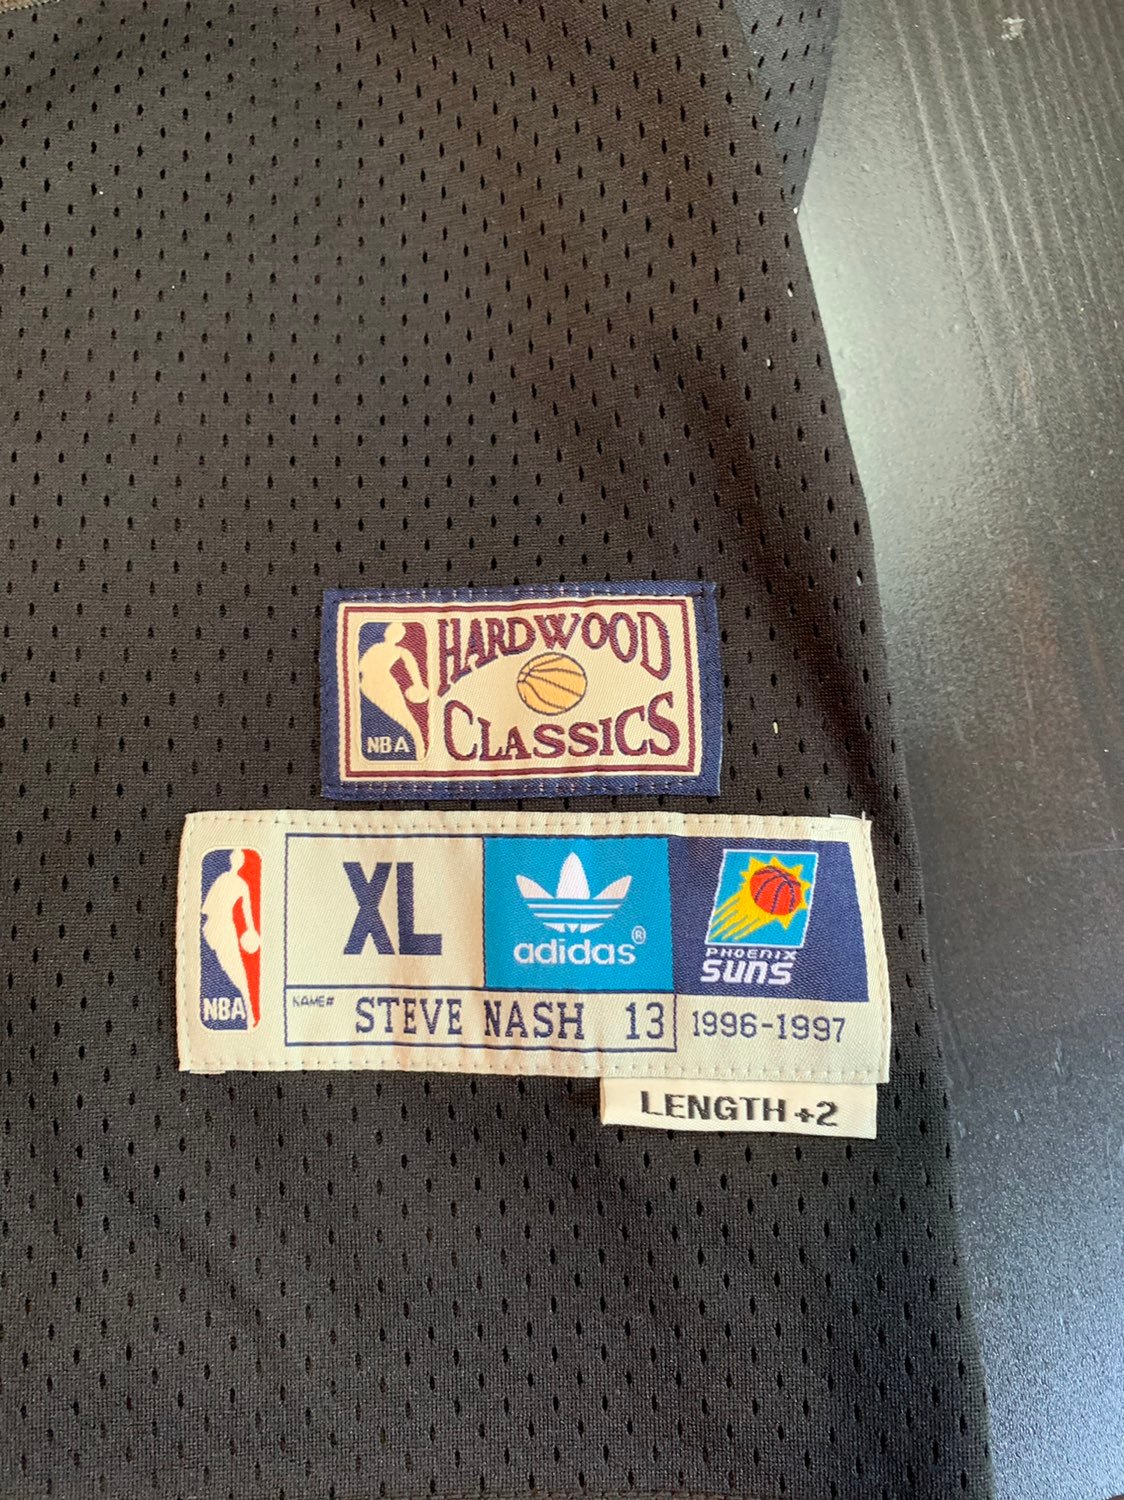 HARDWOOD
NBA
CLASSICS
NBA
XL
adidas®
PHOENIX
SUNS
NAME#
STEVE NASH 13
1996-1997
LENGTH +2